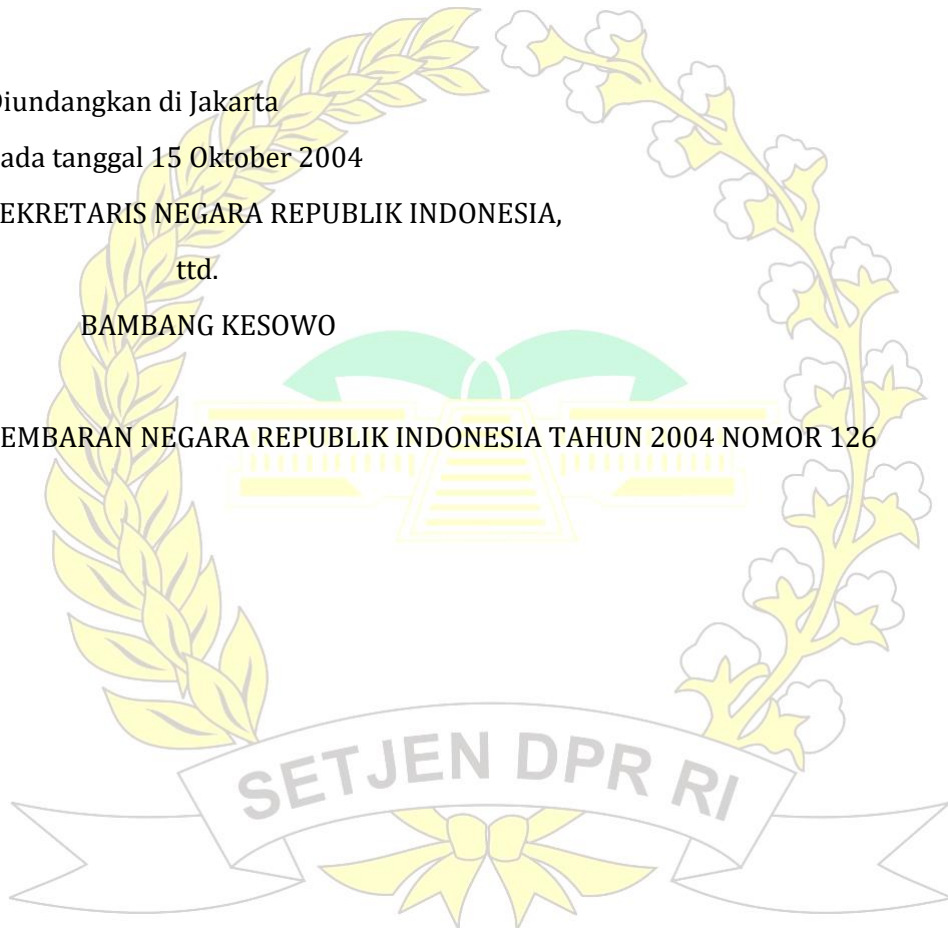 Diundangkan di Jakarta
ada tanggal 15 Oktober 2004
EKRETARIS NEGARA REPUBLIK INDONESIA,
ttd.
BAMBANG KESOWO
EMBARAN NEGARA REPUBLIK INDONESIA TAHUN 2004 NOMOR 126
SETJEN DPR RI